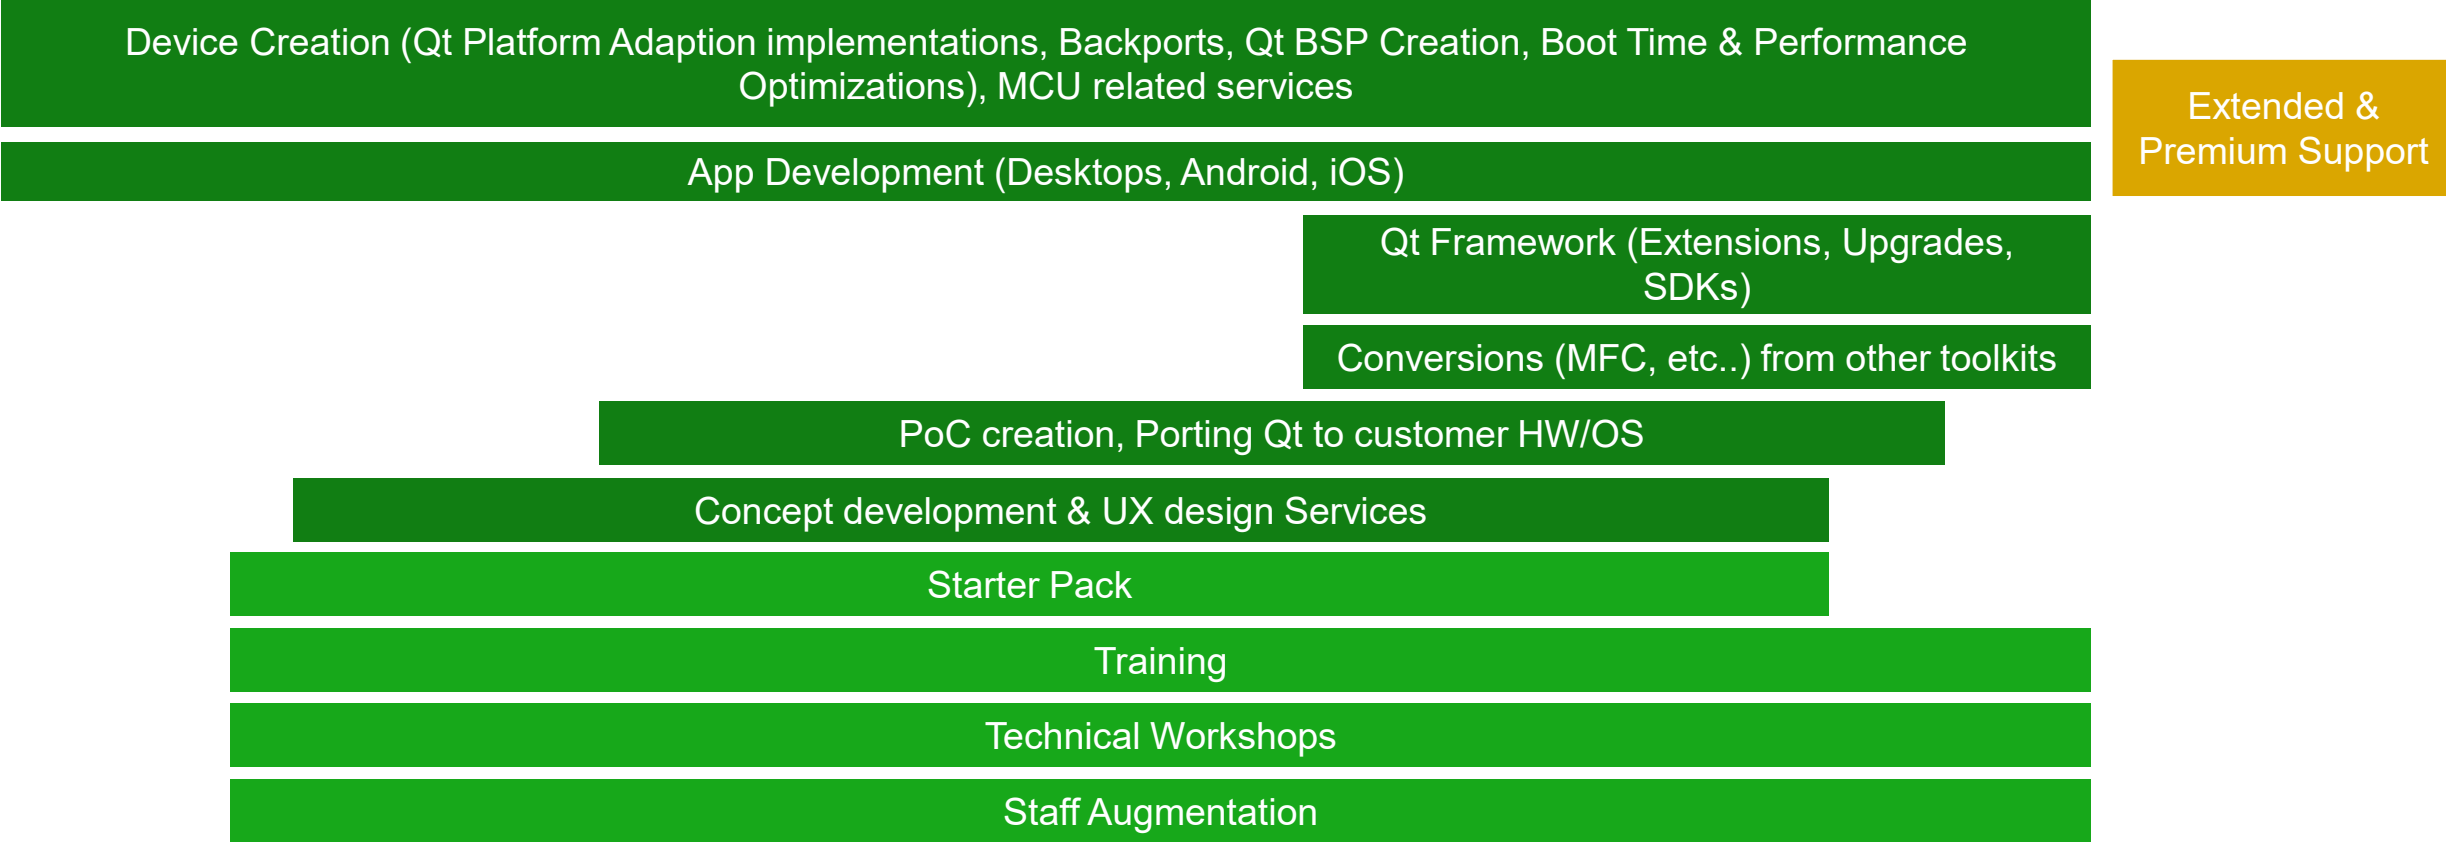 Device Creation (Qt Platform Adaption implementations, Backports, Qt BSP Creation, Boot Time & Performance
Optimizations), MCU related services
Extended &
Premium Support
App Development (Desktops, Android, iOS)
Qt Framework (Extensions, Upgrades,
SDKs)
Conversions (MFC, etc..) from other toolkits
PoC creation, Porting Qt to customer HW/OS
Concept development & UX design Services
Starter Pack
Training
Technical Workshops
Staff Augmentation